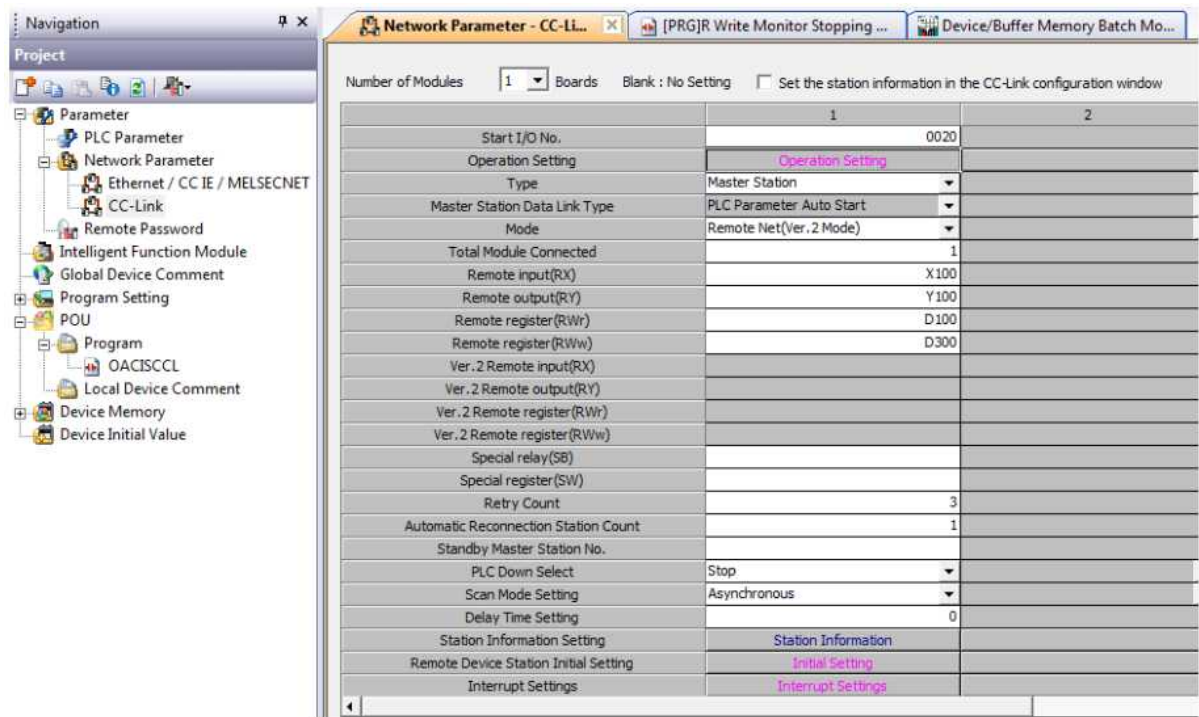 Navigation
Project
Parameter
PLC Parameter
Network Parameter
Ethernet / CC IE / MELSECNET
CC-Link
Remote Password
Intelligent Function Module
Global Device Comment
Program Setting
POU
Program
OACISCCL
Local Device Comment
Device Memory
Device Initial Value
Network Parameter - CC-Li... [PRG]R Write Monitor Stopping ... Device/Buffer Memory Batch Mo...
Number of Modules 1 Boards Blank : No Setting Set the station information in the CC-Link configuration window
1 2
Start I/O No. 0020
Operation Setting Operation Setting
Type Master Station
Master Station Data Link Type PLC Parameter Auto Start
Mode Remote Net(Ver.2 Mode)
Total Module Connected 1
Remote input(RX) X100
Remote output(RY) Y100
Remote register(RWr) D100
Remote register(RWw) D300
Ver.2 Remote input(RX)
Ver.2 Remote output(RY)
Ver.2 Remote register(RWr)
Ver.2 Remote register(RWw)
Special relay(SB)
Special register(SW)
Retry Count 3
Automatic Reconnection Station Count 1
Standby Master Station No.
PLC Down Select Stop
Scan Mode Setting Asynchronous
Delay Time Setting 0
Station Information Setting Station Information
Remote Device Station Initial Setting Initial Setting
Interrupt Settings Interrupt Settings